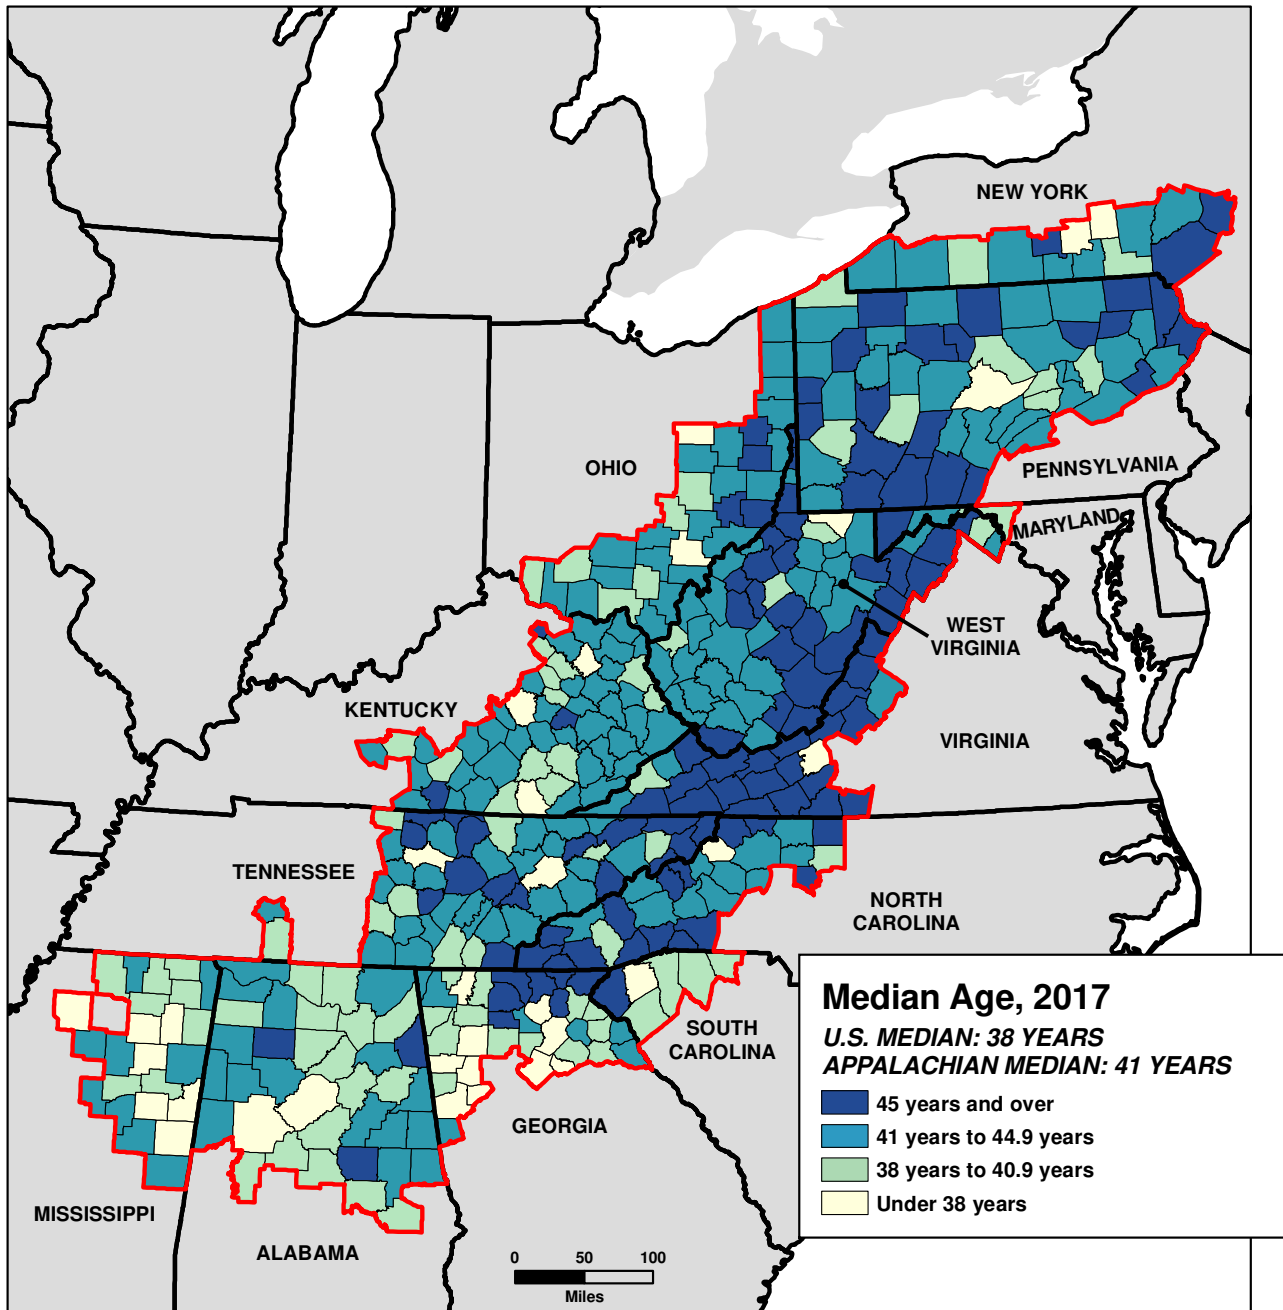 NEW YORK
OHIO
PENNSYLVANIA
MARYLAND
WEST
VIRGINIA
KENTUCKY
VIRGINIA
TENNESSEE
NORTH
CAROLINA
SOUTH
CAROLINA
GEORGIA
MISSISSIPPI
ALABAMA
Median Age, 2017
U.S. MEDIAN: 38 YEARS
APPALACHIAN MEDIAN: 41 YEARS
45 years and over
41 years to 44.9 years
38 years to 40.9 years
Under 38 years
0 50 100
Miles